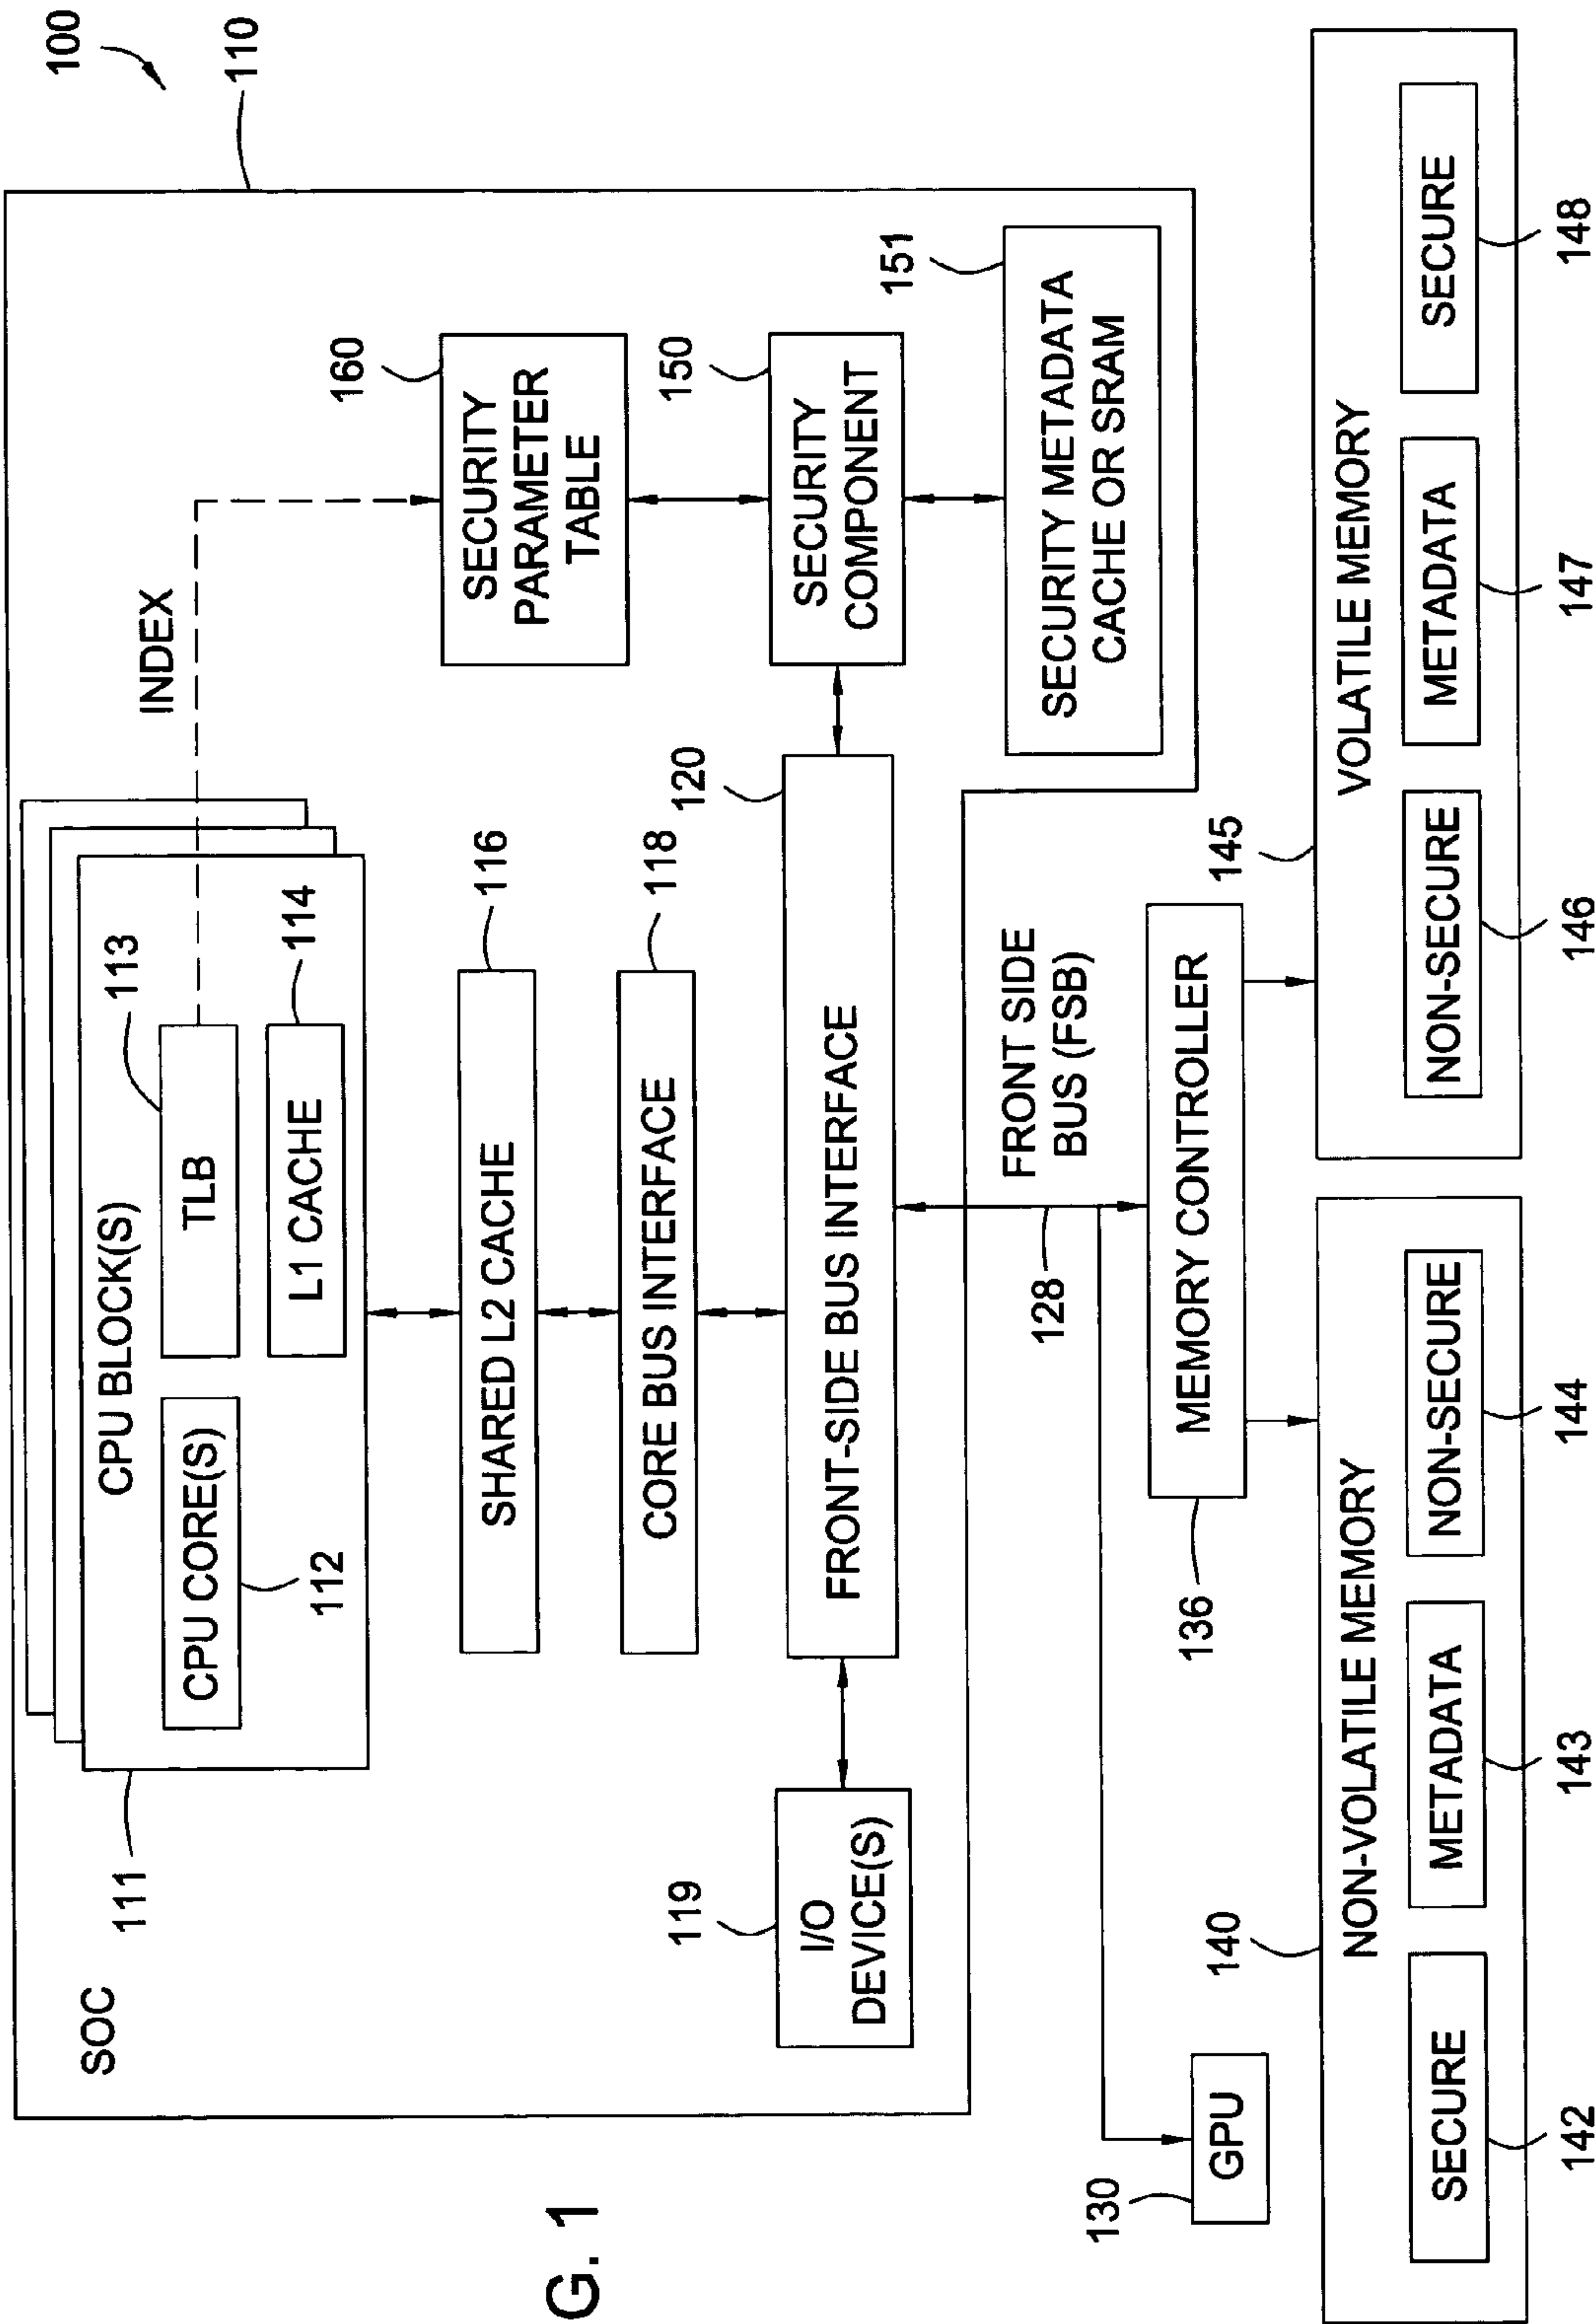 100
110
SOC
111
CPU BLOCK(S)
CPU CORE(S)
112
TLB
113
L1 CACHE
114
INDEX
SHARED L2 CACHE
116
CORE BUS INTERFACE
118
160
SECURITY
PARAMETER
TABLE
119
I/O
DEVICE(S)
FRONT-SIDE BUS INTERFACE
120
150
SECURITY
COMPONENT
151
SECURITY METADATA
CACHE OR SRAM
128
FRONT SIDE
BUS (FSB)
130
GPU
136
MEMORY CONTROLLER
140
NON-VOLATILE MEMORY
SECURE
METADATA
NON-SECURE
142
143
144
145
VOLATILE MEMORY
NON-SECURE
METADATA
SECURE
146
147
148
G. 1